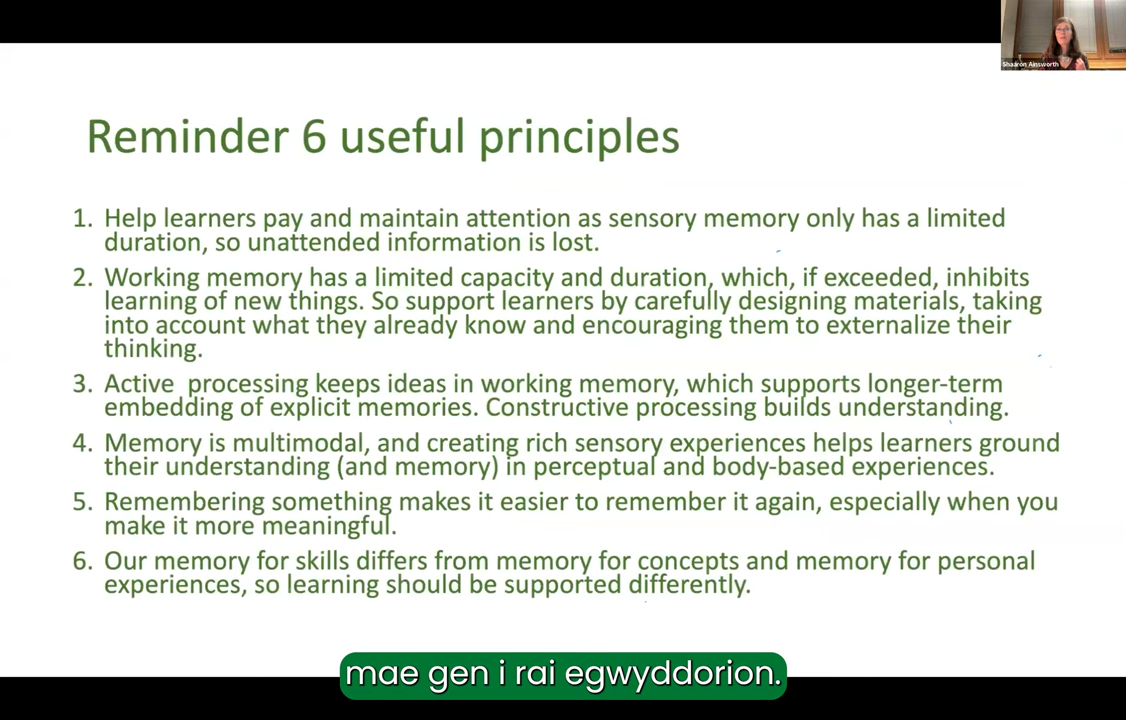 Shaaron Ainsworth
Reminder 6 useful principles
1. Help learners pay and maintain attention as sensory memory only has a limited
duration, so unattended information is lost.
2. Working memory has a limited capacity and duration, which, if exceeded, inhibits
learning of new things. So support learners by carefully designing materials, taking
into account what they already know and encouraging them to externalize their
thinking.
3. Active  processing keeps ideas in working memory, which supports longer-term
embedding of explicit memories. Constructive processing builds understanding.
4. Memory is multimodal, and creating rich sensory experiences helps learners ground
their understanding (and memory) in perceptual and body-based experiences.
5. Remembering something makes it easier to remember it again, especially when you
make it more meaningful.
6. Our memory for skills differs from memory for concepts and memory for personal
experiences, so learning should be supported differently.
mae gen i rai egwyddorion.